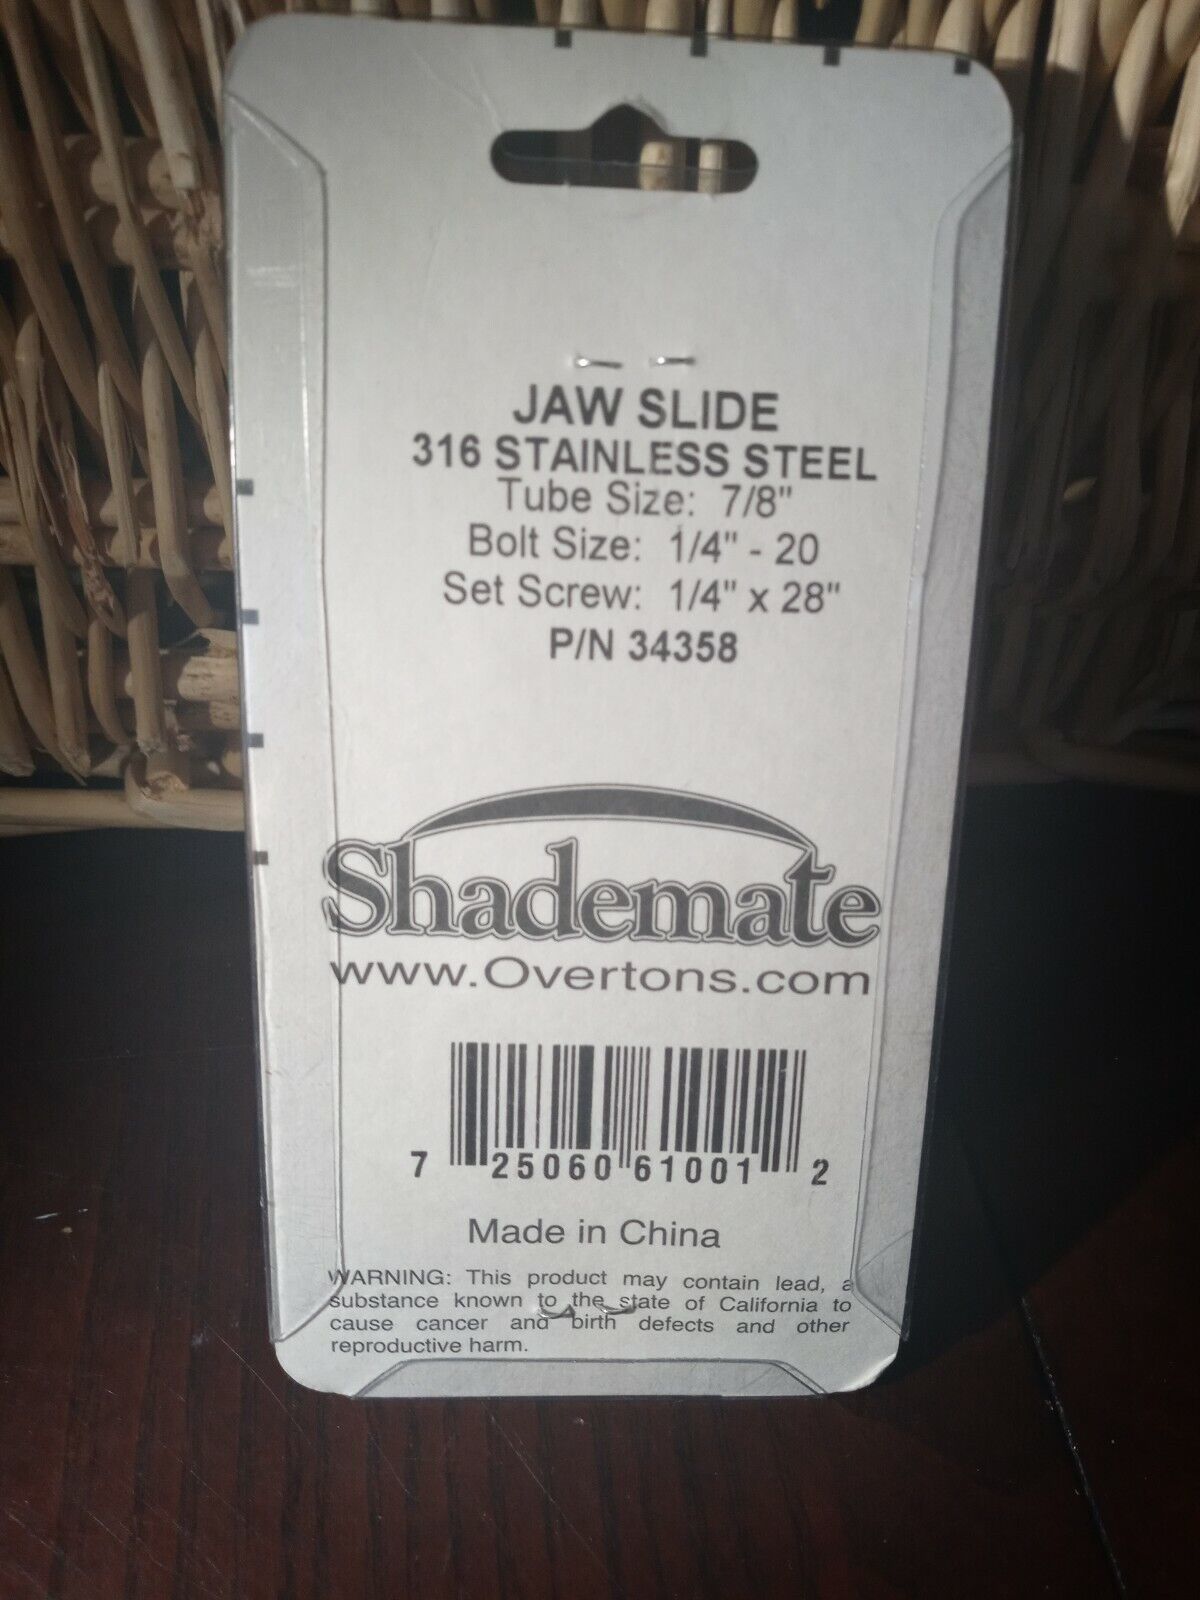 JAW SLIDE
316 STAINLESS STEEL
Tube Size: 7/8"
Bolt Size: 1/4" - 20
Set Screw: 1/4" x 28"
P/N 34358
Shademate
www.Overtons.com
7 25060 61001 2
Made in China
WARNING: This product may contain lead, a
substance known to the state of California to
cause cancer and birth defects and other
reproductive harm.